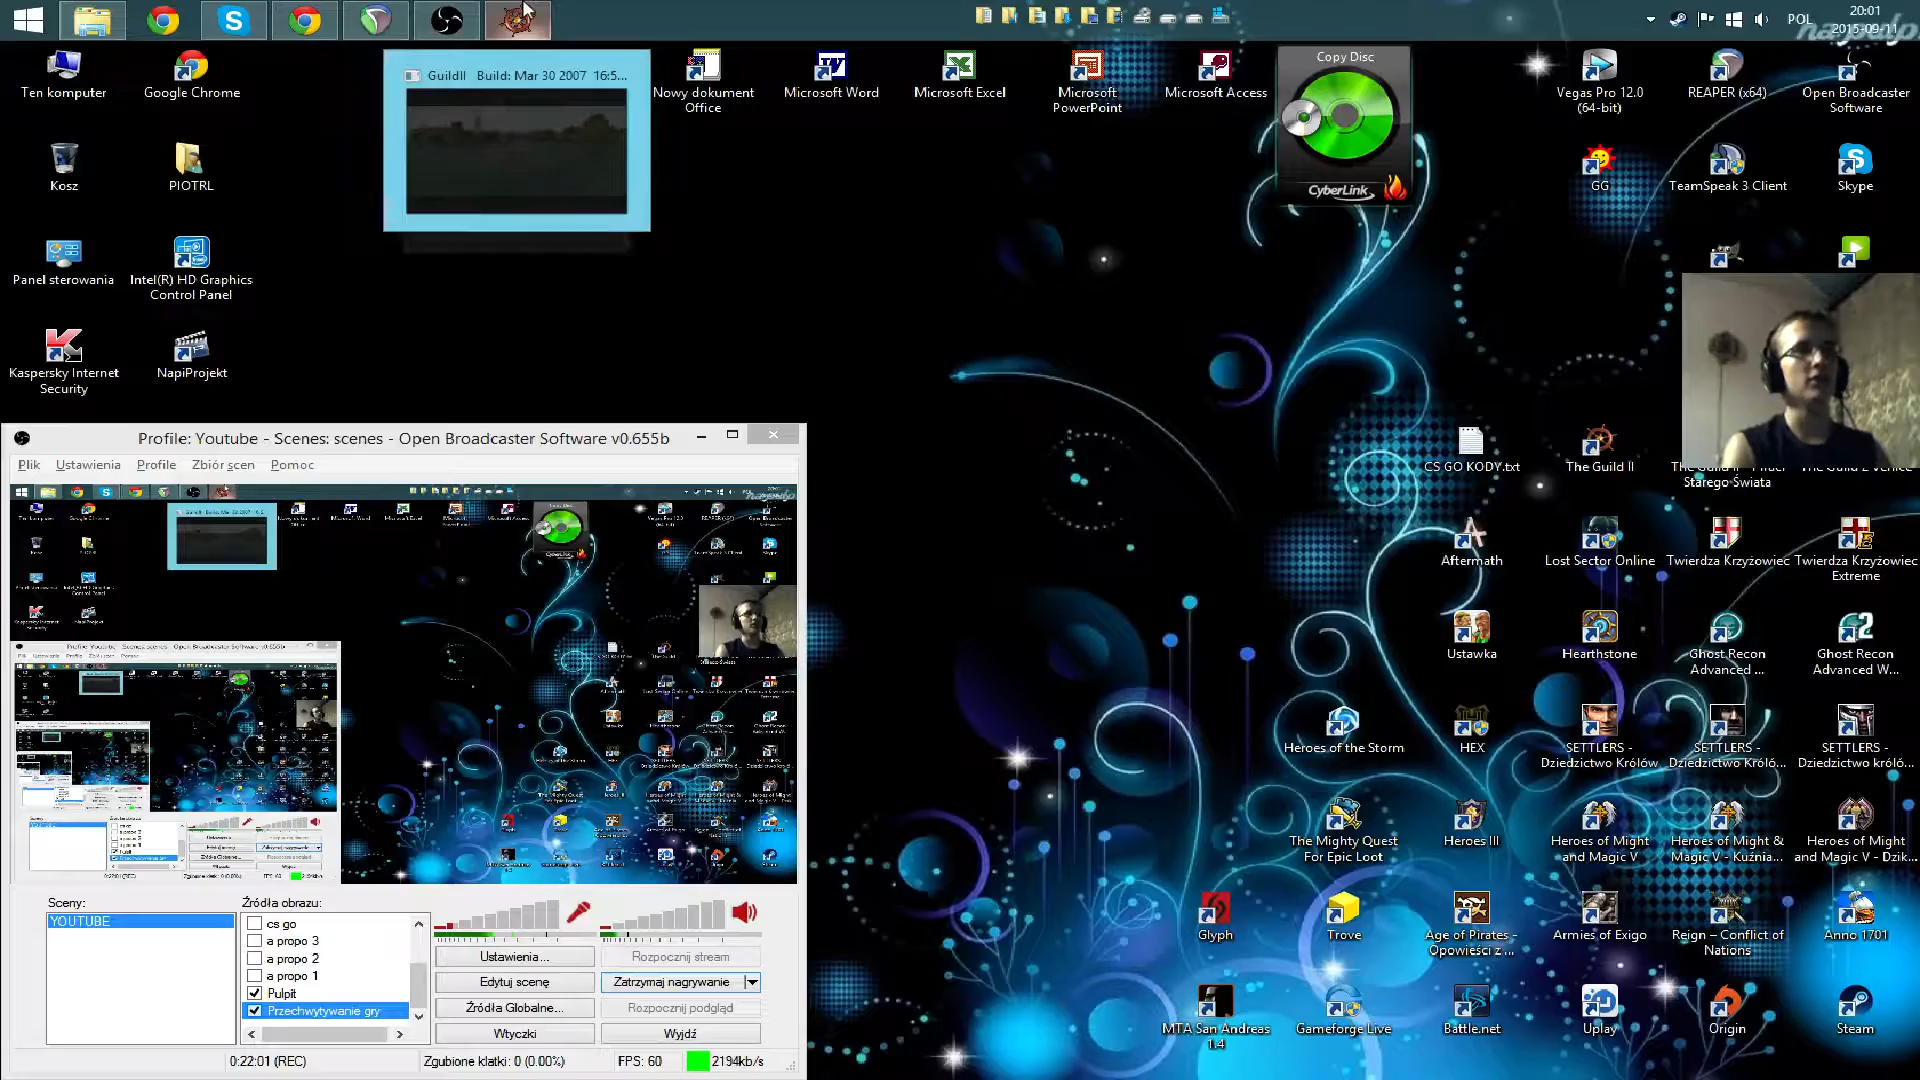 POL
20:01
2015-09-11
Ten komputer
Google Chrome
GuildII Build: Mar 30 2007 16:5...
Nowy dokument
Office
Microsoft Word
Microsoft Excel
Microsoft
PowerPoint
Microsoft Access
Copy Disc
CyberLink
Vegas Pro 12.0
(64-bit)
REAPER (x64)
Open Broadcaster
Software
Kosz
PIOTRL
GG
TeamSpeak 3 Client
Skype
Panel sterowania
Intel(R) HD Graphics
Control Panel
Kaspersky Internet
Security
NapiProjekt
CS GO KODY.txt
The Guild II
Starego Świata
Profile: Youtube - Scenes: scenes - Open Broadcaster Software v0.655b
Plik
Ustawienia
Profile
Zbiór scen
Pomoc
Aftermath
Lost Sector Online
Twierdza Krzyżowiec
Twierdza Krzyżowiec
Extreme
Ustawka
Hearthstone
Ghost Recon
Advanced ...
Ghost Recon
Advanced W...
Heroes of the Storm
HEX
SETTLERS -
Dziedzictwo Królów
SETTLERS -
Dziedzictwo Króló...
SETTLERS -
Dziedzictwo króló...
The Mighty Quest
For Epic Loot
Heroes III
Heroes of Might
and Magic V
Heroes of Might &
Magic V - Kuźnia...
Heroes of Might
and Magic V - Dzik...
Glyph
Trove
Age of Pirates -
Opowieści z ...
Armies of Exigo
Reign – Conflict of
Nations
Anno 1701
MTA San Andreas
1.4
Gameforge Live
Battle.net
Uplay
Origin
Steam
Sceny:
YOUTUBE
Źródła obrazu:
cs go
a propo 3
a propo 2
a propo 1
Pulpit
Przechwytywanie gry
Ustawienia...
Rozpocznij stream
Edytuj scenę
Zatrzymaj nagrywanie
Źródła Globalne...
Rozpocznij podgląd
Wtyczki
Wyjdź
0:22:01 (REC)
Zgubione klatki: 0 (0.00%)
FPS: 60
2194kb/s